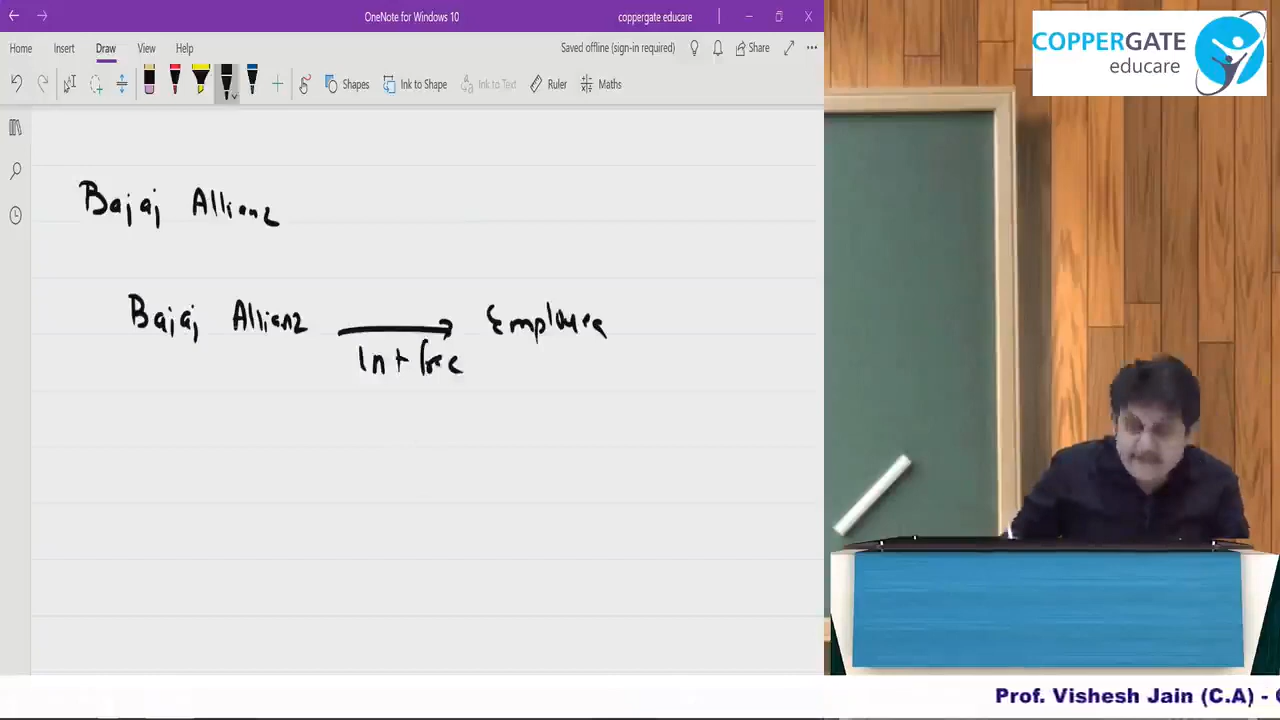 OneNote for Windows 10
coppergate educare
Home Insert Draw View Help
Saved offline (sign-in required)
Share
Shapes
Ink to Shape
Ink to Text
Ruler
Maths
COPPERGATE
educare
Bajaj Allianz
Bajaj Allianz Employee
Int free
Prof. Vishesh Jain (C.A) -